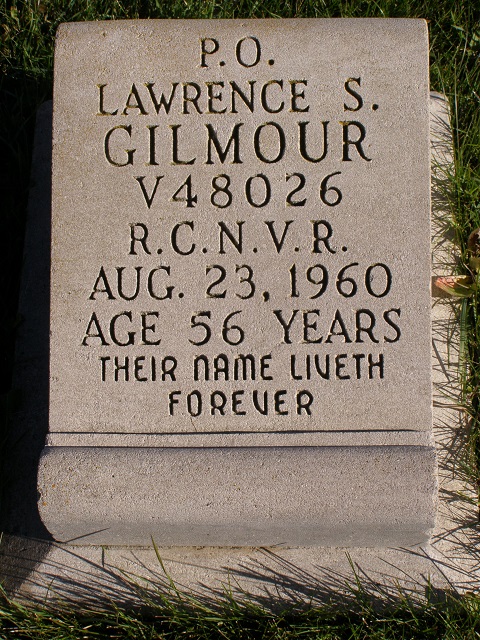 P.O.
LAWRENCE S.
GILMOUR
V48026
R.C.N.V.R.
AUG. 23, 1960
AGE 56 YEARS
THEIR NAME LIVETH
FOREVER